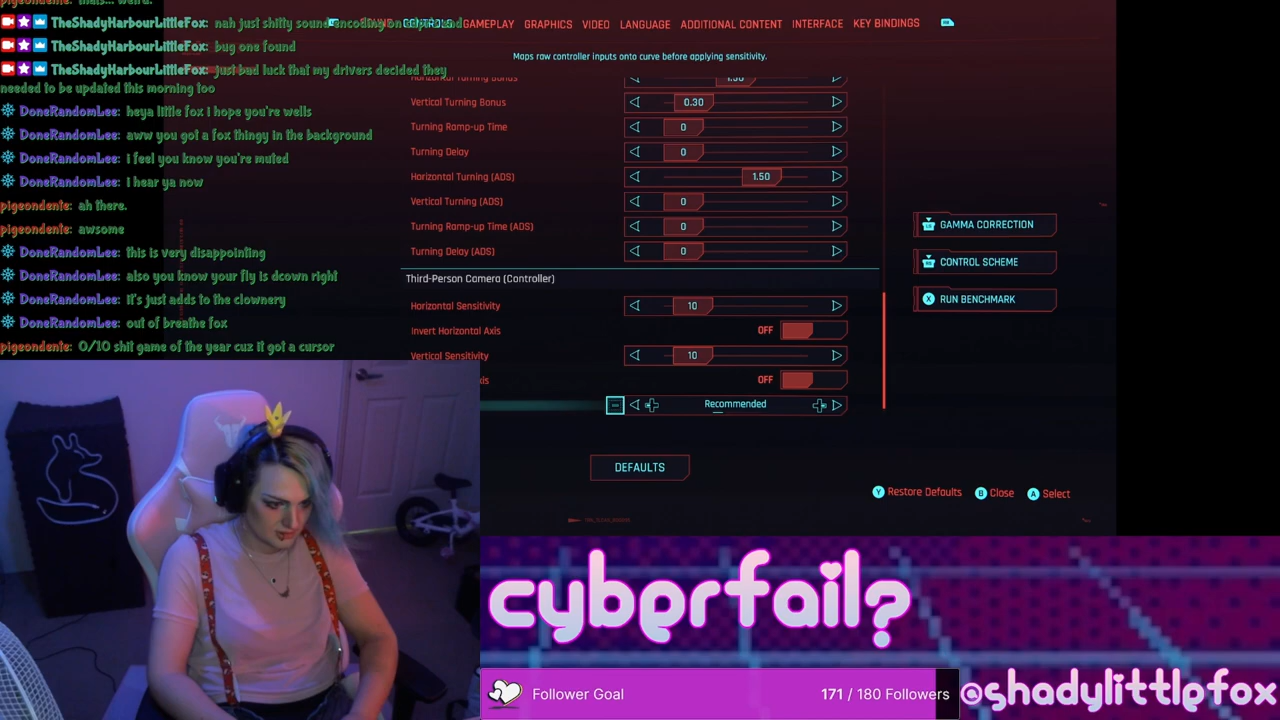 TheShadyHarbourLittleFox: nah just shitty sound encoding on
TheShadyHarbourLittleFox: bug one found
TheShadyHarbourLittleFox: just bad luck that my drivers decided they
needed to be updated this morning too
DoneRandomLee: heya little fox i hope you're wells
DoneRandomLee: aww you got a fox thingy in the background
DoneRandomLee: i feel you know you're muted
DoneRandomLee: I hear ya now
pigeondente: ah there.
pigeondente: awsome
DoneRandomLee: this is very disappointing
DoneRandomLee: also you know your fly is dcown right
DoneRandomLee: it's just adds to the clownery
DoneRandomLee: out of breathe fox
pigeondente: 0/10 shit game of the year cuz it got a cursor
GAMEPLAY GRAPHICS VIDEO LANGUAGE ADDITIONAL CONTENT INTERFACE KEY BINDINGS
Maps raw controller inputs onto curve before applying sensitivity.
Horizontal Turning Bonus 1.50
Vertical Turning Bonus 0.30
Turning Ramp-up Time 0
Turning Delay 0
Horizontal Turning (ADS) 1.50
Vertical Turning (ADS) 0
Turning Ramp-up Time (ADS) 0
Turning Delay (ADS) 0
Third-Person Camera (Controller)
Horizontal Sensitivity 10
Invert Horizontal Axis OFF
Vertical Sensitivity 10
OFF
Recommended
DEFAULTS
GAMMA CORRECTION
CONTROL SCHEME
X RUN BENCHMARK
Y Restore Defaults B Close A Select
cyberfail?
Follower Goal 171 / 180 Followers
@shadylittlefox